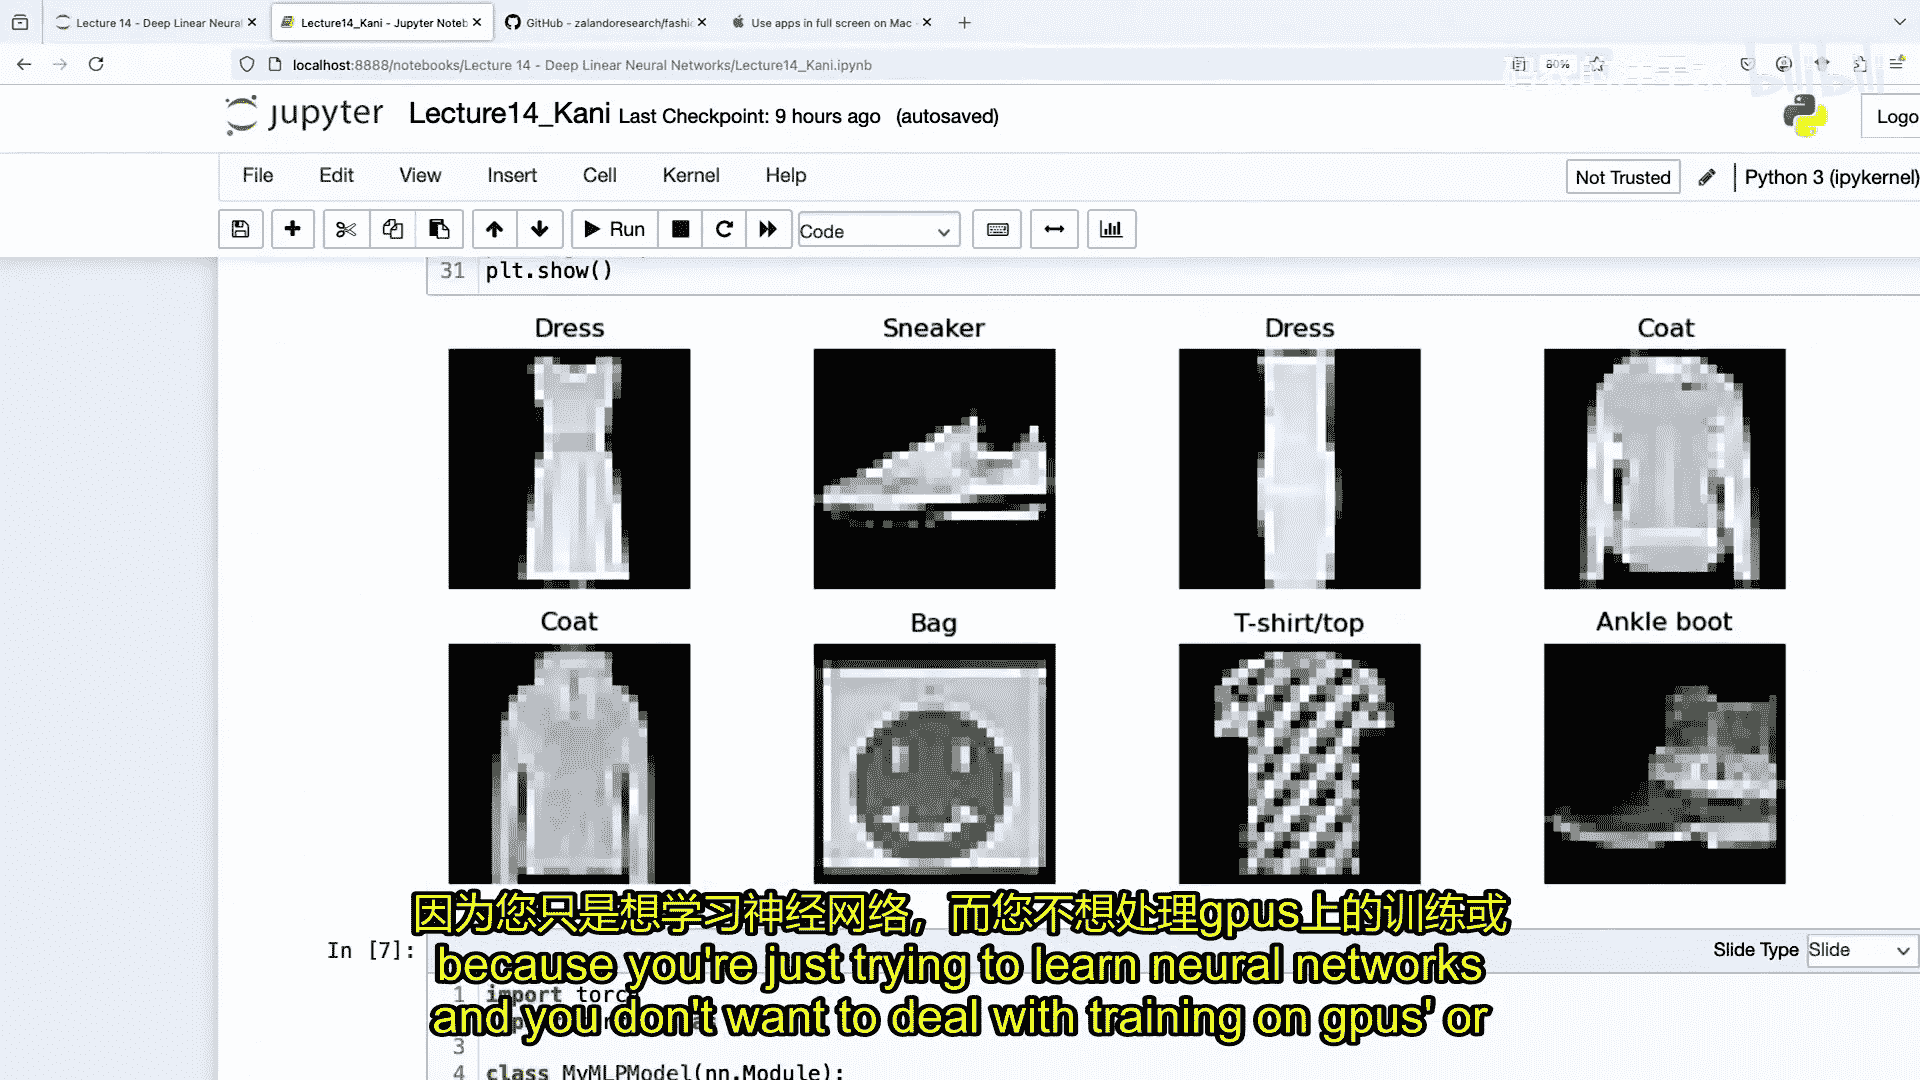 Lecture 14 - Deep Linear Neural
Lecture14_Kani - Jupyter Noteb
GitHub - zalandoresearch/fashi
Use apps in full screen on Mac
localhost:8888/notebooks/Lecture 14 - Deep Linear Neural Networks/Lecture14_Kani.ipynb
80%
bilibili
jupyter Lecture14_Kani Last Checkpoint: 9 hours ago (autosaved)
Logo
File Edit View Insert Cell Kernel Help
Not Trusted
Python 3 (ipykernel)
Run
Code
31 plt.show()
Dress Sneaker Dress Coat
Coat Bag T-shirt/top Ankle boot
因为您只是想学习神经网络，而您不想处理gpus上的训练或
In [7]:
Slide Type Slide
because you're just trying to learn neural networks
1 import torch
and you don't want to deal with training on gpus' or
3
4 class MyMLPModel(nn.Module):